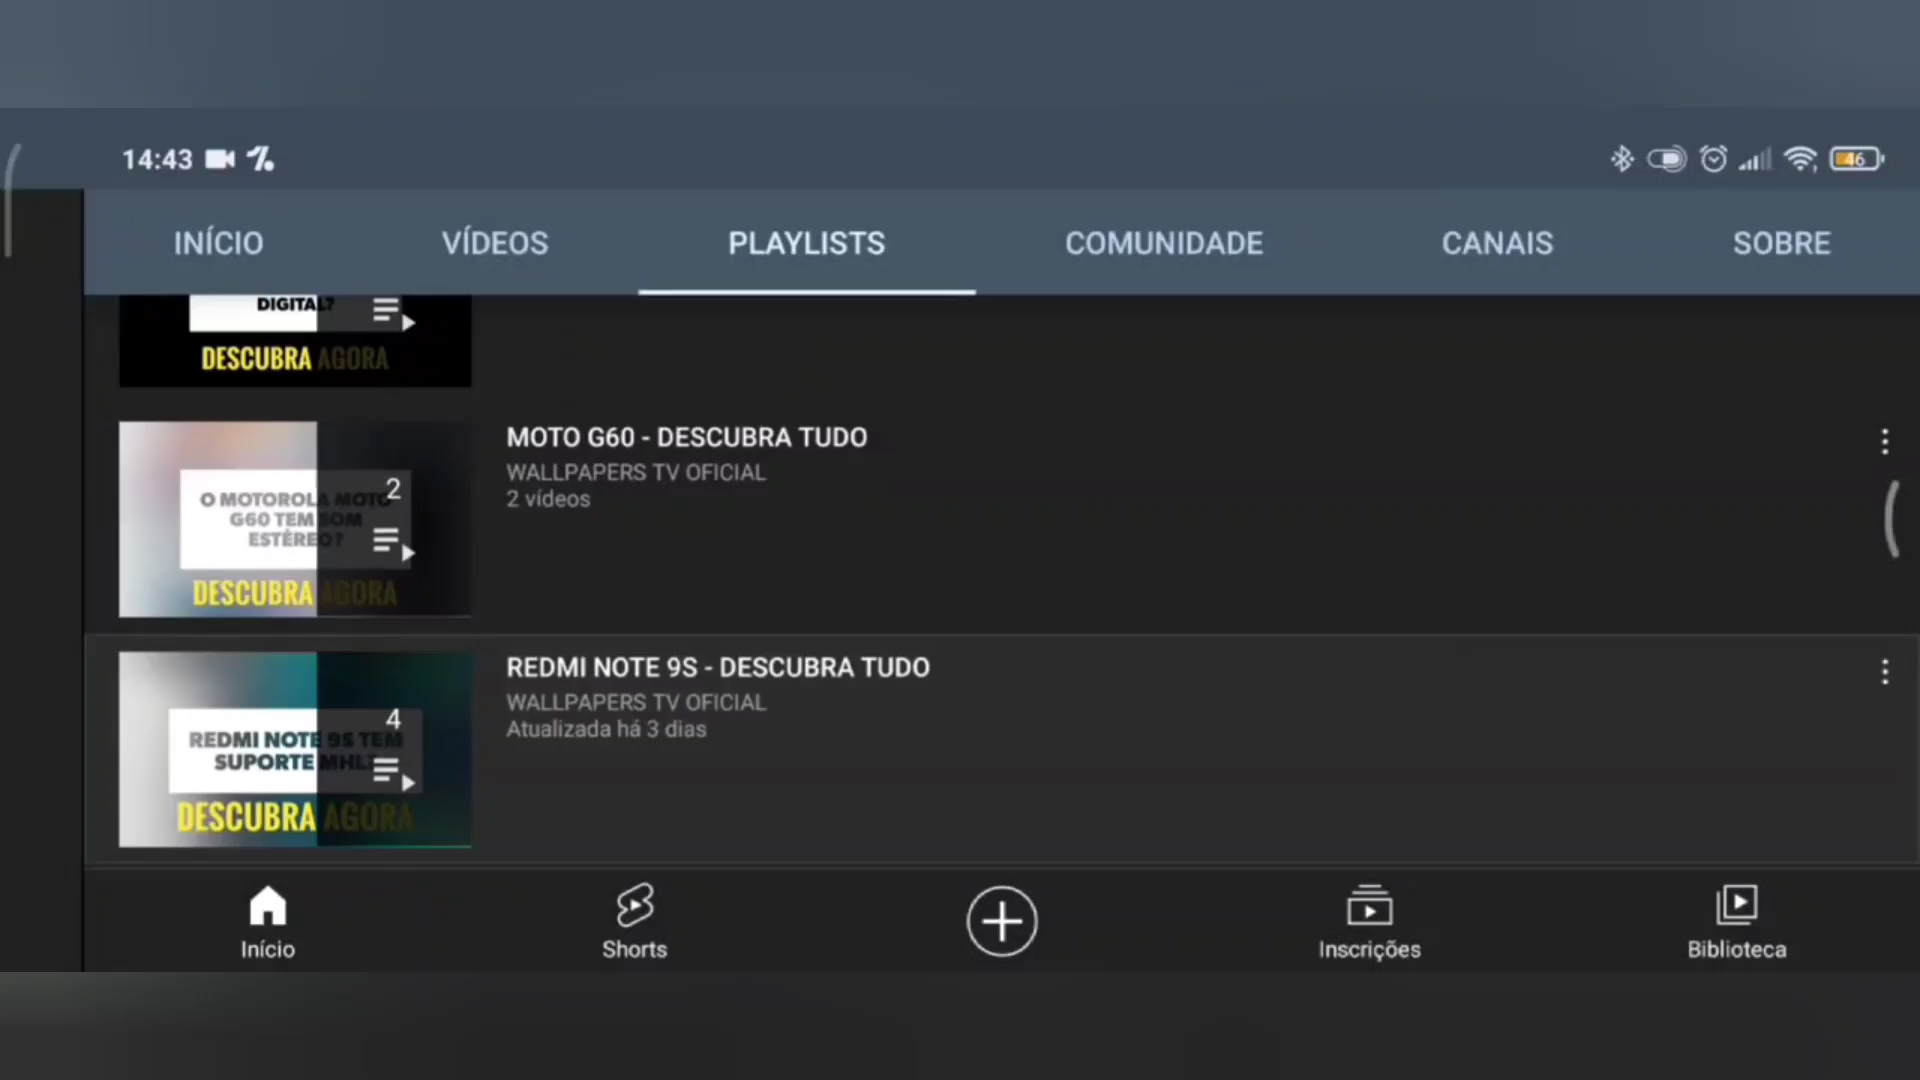 14:43
46
INÍCIO VÍDEOS PLAYLISTS COMUNIDADE CANAIS SOBRE
DIGITAL?
DESCUBRA AGORA
MOTO G60 - DESCUBRA TUDO
WALLPAPERS TV OFICIAL
2 vídeos
2
O MOTOROLA MOTO
G60 TEM SOM
ESTÉREO?
DESCUBRA AGORA
REDMI NOTE 9S - DESCUBRA TUDO
WALLPAPERS TV OFICIAL
Atualizada há 3 dias
4
REDMI NOTE 9S TEM
SUPORTE MHL?
DESCUBRA AGORA
Início Shorts Inscrições Biblioteca